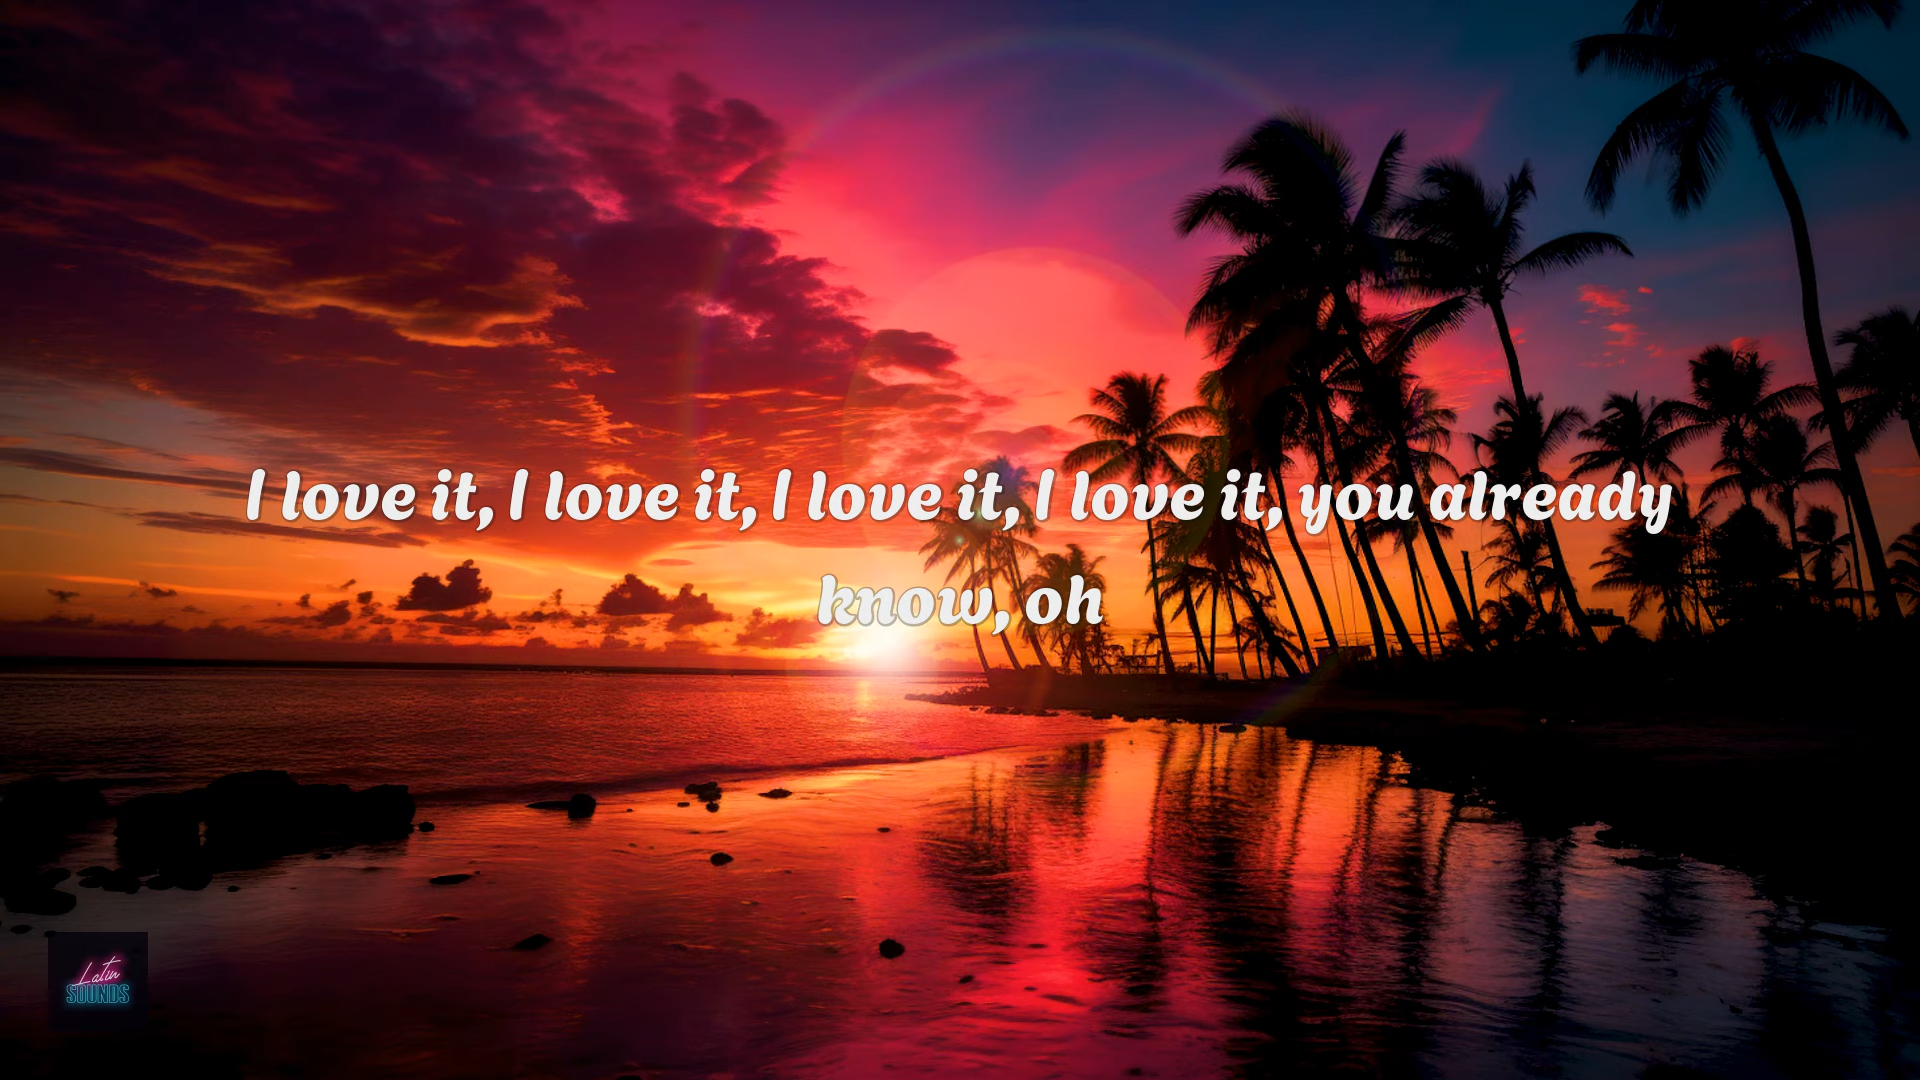 I love it, I love it, I love it, I love it, you already
know, oh
Latin
SOUNDS